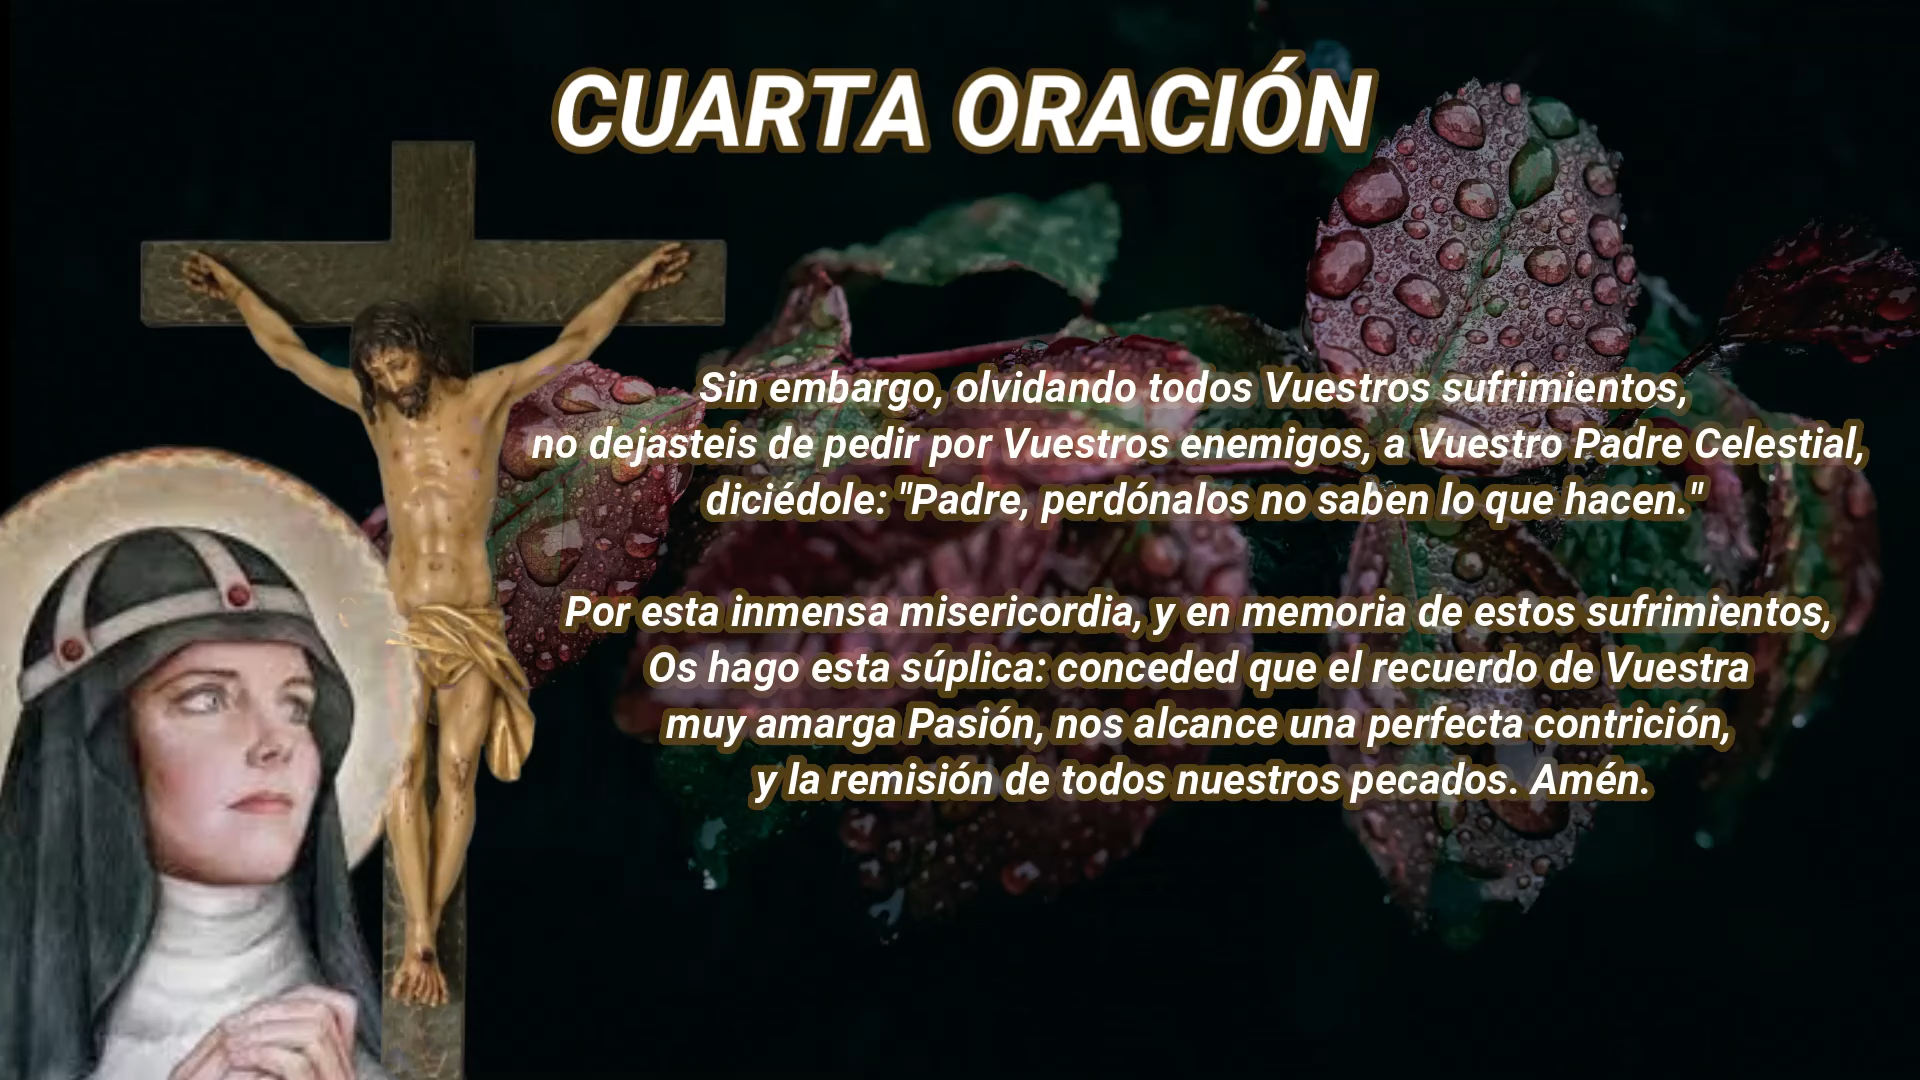 CUARTA ORACIÓN
Sin embargo, olvidando todos Vuestros sufrimientos,
no dejasteis de pedir por Vuestros enemigos, a Vuestro Padre Celestial,
diciédole: "Padre, perdónalos no saben lo que hacen."
Por esta inmensa misericordia, y en memoria de estos sufrimientos,
Os hago esta súplica: conceded que el recuerdo de Vuestra
muy amarga Pasión, nos alcance una perfecta contrición,
y la remisión de todos nuestros pecados. Amén.